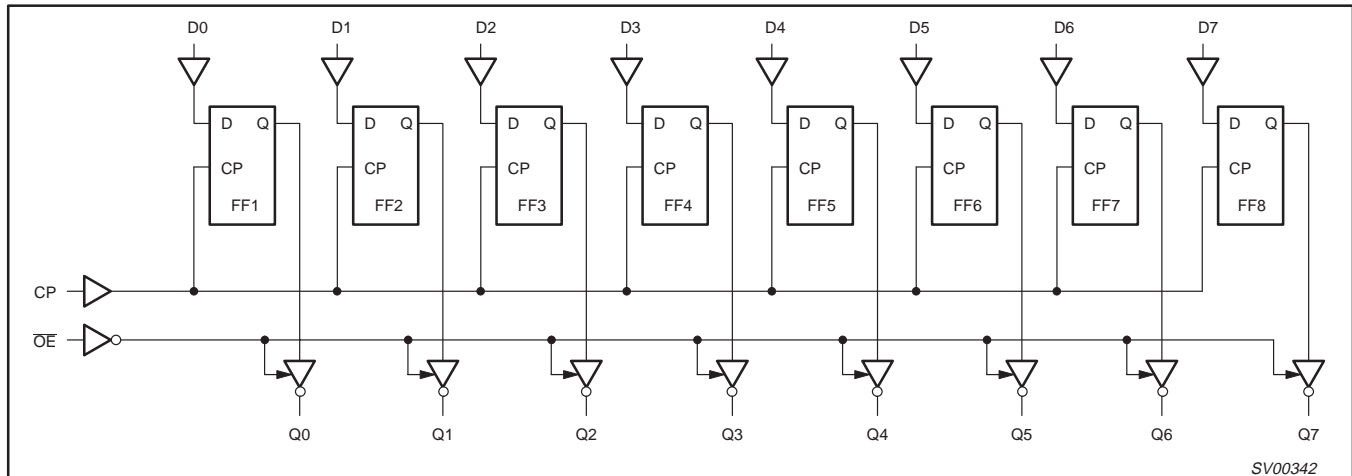 D0 D1 D2 D3 D4 D5 D6 D7
D Q D Q D Q D Q D Q D Q D Q D Q
CP CP CP CP CP CP CP CP
FF1 FF2 FF3 FF4 FF5 FF6 FF7 FF8
CP
O̅E̅
Q0 Q1 Q2 Q3 Q4 Q5 Q6 Q7
SV00342